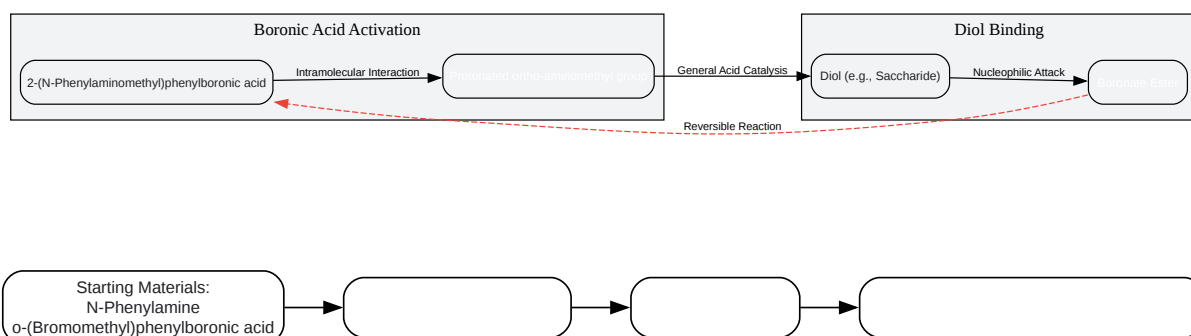 Boronic Acid Activation
Diol Binding
2-(N-Phenylaminomethyl)phenylboronic acid
Intramolecular Interaction
Protonated ortho-aminomethyl group
General Acid Catalysis
Diol (e.g., Saccharide)
Nucleophilic Attack
Boronate Ester
Reversible Reaction
Starting Materials:
N-Phenylamine
o-(Bromomethyl)phenylboronic acid